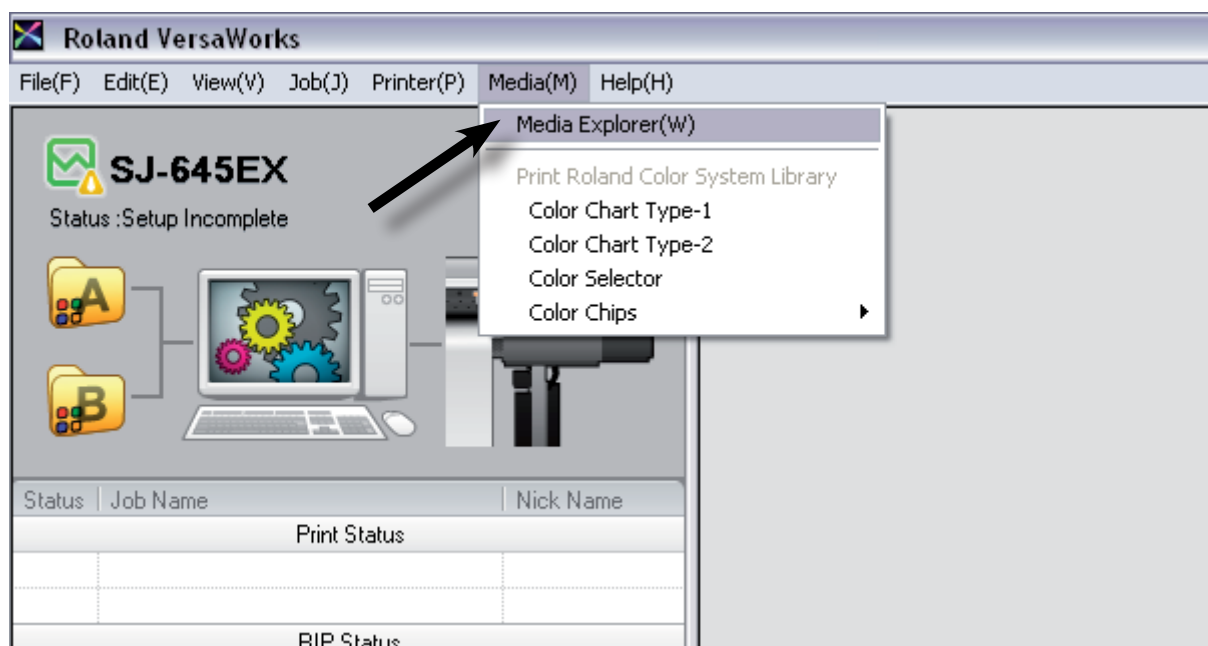 Roland VersaWorks
File(F) Edit(E) View(V) Job(J) Printer(P) Media(M) Help(H)
Media Explorer(W)
Print Roland Color System Library
Color Chart Type-1
Color Chart Type-2
Color Selector
Color Chips
SJ-645EX
Status :Setup Incomplete
A
B
Status Job Name Nick Name
Print Status
RIP Status